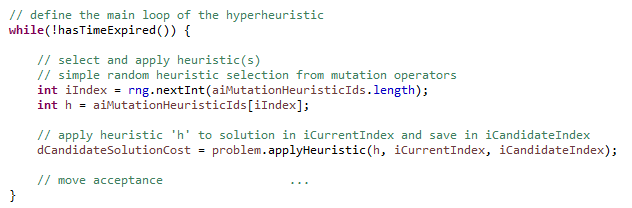 // define the main loop of the hyperheuristic
while(!hasTimeExpired()) {
// select and apply heuristic(s)
// simple random heuristic selection from mutation operators
int iIndex = rng.nextInt(aiMutationHeuristicIds.length);
int h = aiMutationHeuristicIds[iIndex];
// apply heuristic 'h' to solution in iCurrentIndex and save in iCandidateIndex
dCandidateSolutionCost = problem.applyHeuristic(h, iCurrentIndex, iCandidateIndex);
// move acceptance ...
}